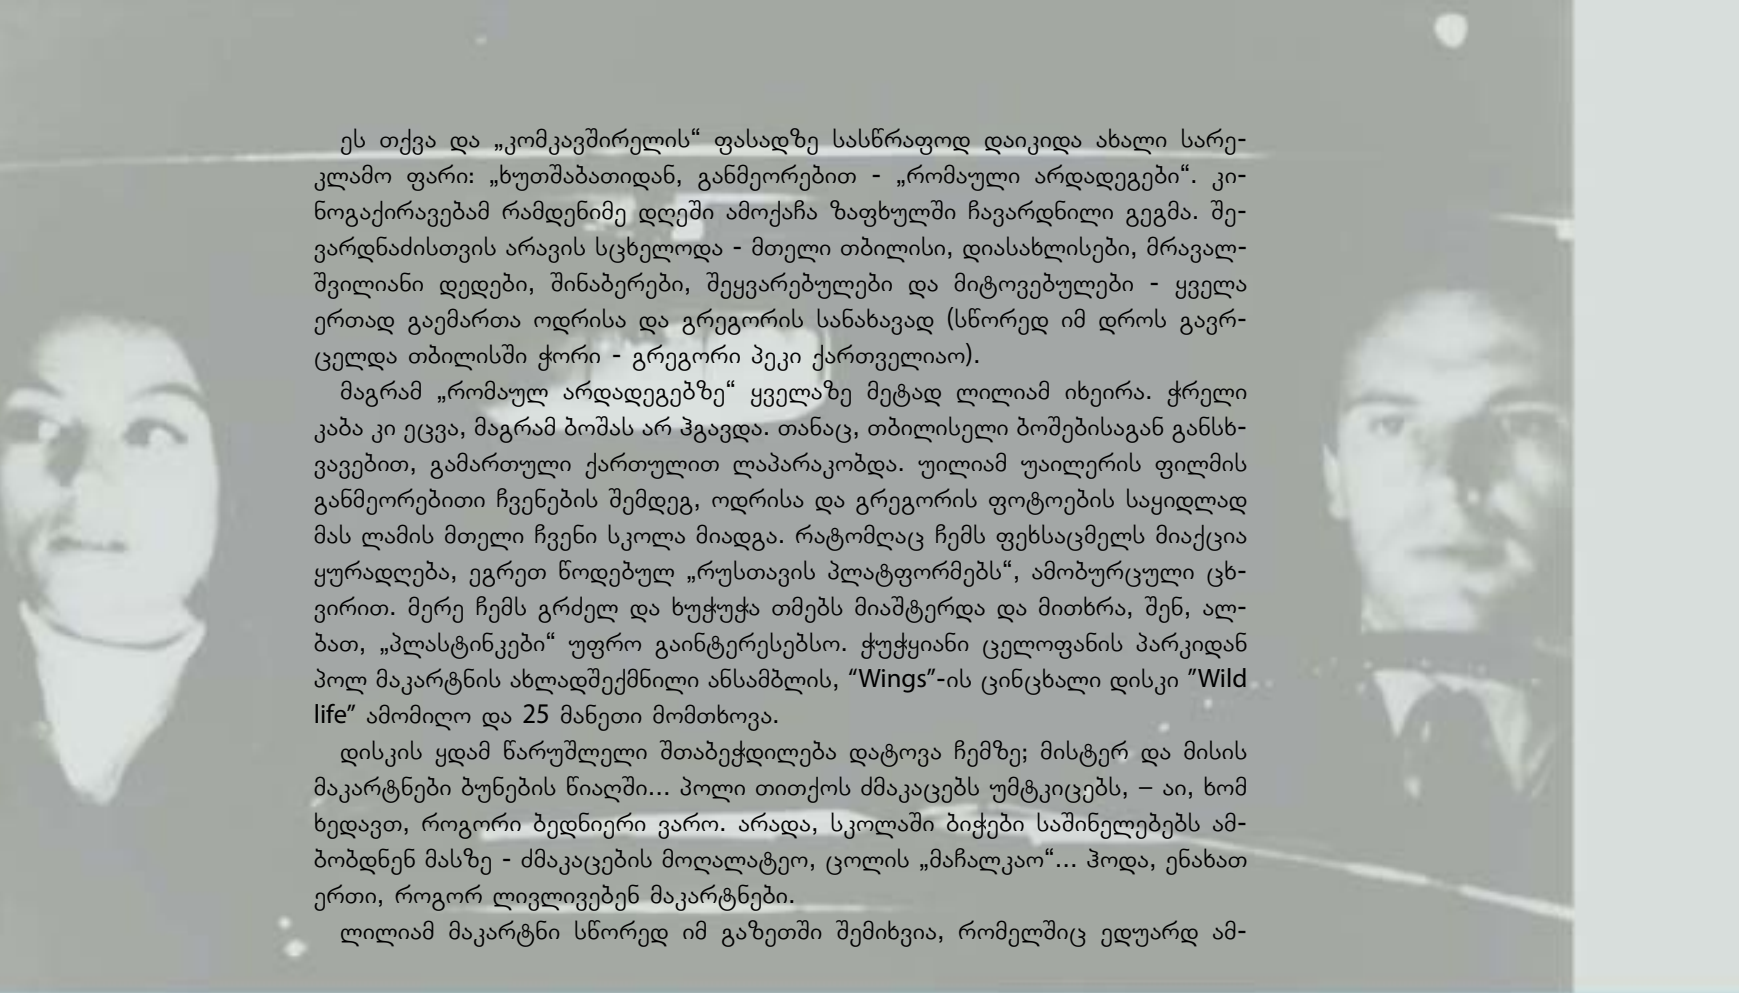 ეს თქვა და „კომკავშირელის“ ფასადზე სასწრაფოდ დაიკიდა ახალი სარე-
კლამო ფარი: „ხუთშაბათიდან, განმეორებით - „რომაული არდადეგები“. კი-
ნოგაქირავებამ რამდენიმე დღეში ამოქაჩა ზაფხულში ჩავარდნილი გეგმა. შე-
ვარდნაძისთვის არავის სცხელოდა - მთელი თბილისი, დიასახლისები, მრავალ-
შვილიანი დედები, შინაბერები, შეყვარებულები და მიტოვებულები - ყველა
ერთად გაემართა ოდრისა და გრეგორის სანახავად (სწორედ იმ დროს გავრ-
ცელდა თბილისში ჭორი - გრეგორი პეკი ქართველიაო).
მაგრამ „რომაულ არდადეგებზე“ ყველაზე მეტად ლილიამ იხეირა. ჭრელი
კაბა კი ეცვა, მაგრამ ბოშას არ ჰგავდა. თანაც, თბილისელი ბოშებისაგან განსხ-
ვავებით, გამართული ქართულით ლაპარაკობდა. უილიამ უაილერის ფილმის
განმეორებითი ჩვენების შემდეგ, ოდრისა და გრეგორის ფოტოების საყიდლად
მას ლამის მთელი ჩვენი სკოლა მიადგა. რატომღაც ჩემს ფეხსაცმელს მიაქცია
ყურადღება, ეგრეთ წოდებულ „რუსთავის პლატფორმებს“, ამობურცული ცხ-
ვირით. მერე ჩემს გრძელ და ხუჭუჭა თმებს მიაშტერდა და მითხრა, შენ, ალ-
ბათ, „პლასტინკები“ უფრო გაინტერესებსო. ჭუჭყიანი ცელოფანის პარკიდან
პოლ მაკარტნის ახლადშექმნილი ანსამბლის, “Wings”-ის ცინცხალი დისკი ”Wild
life” ამომიღო და 25 მანეთი მომთხოვა.
დისკის ყდამ წარუშლელი შთაბეჭდილება დატოვა ჩემზე; მისტერ და მისის
მაკარტნები ბუნების წიაღში... პოლი თითქოს ძმაკაცებს უმტკიცებს, – აი, ხომ
ხედავთ, როგორი ბედნიერი ვარო. არადა, სკოლაში ბიჭები საშინელებებს ამ-
ბობდნენ მასზე - ძმაკაცების მოღალატეო, ცოლის „მაჩალკაო“... ჰოდა, ენახათ
ერთი, როგორ ლივლივებენ მაკარტნები.
ლილიამ მაკარტნი სწორედ იმ გაზეთში შემიხვია, რომელშიც ედუარდ ამ-